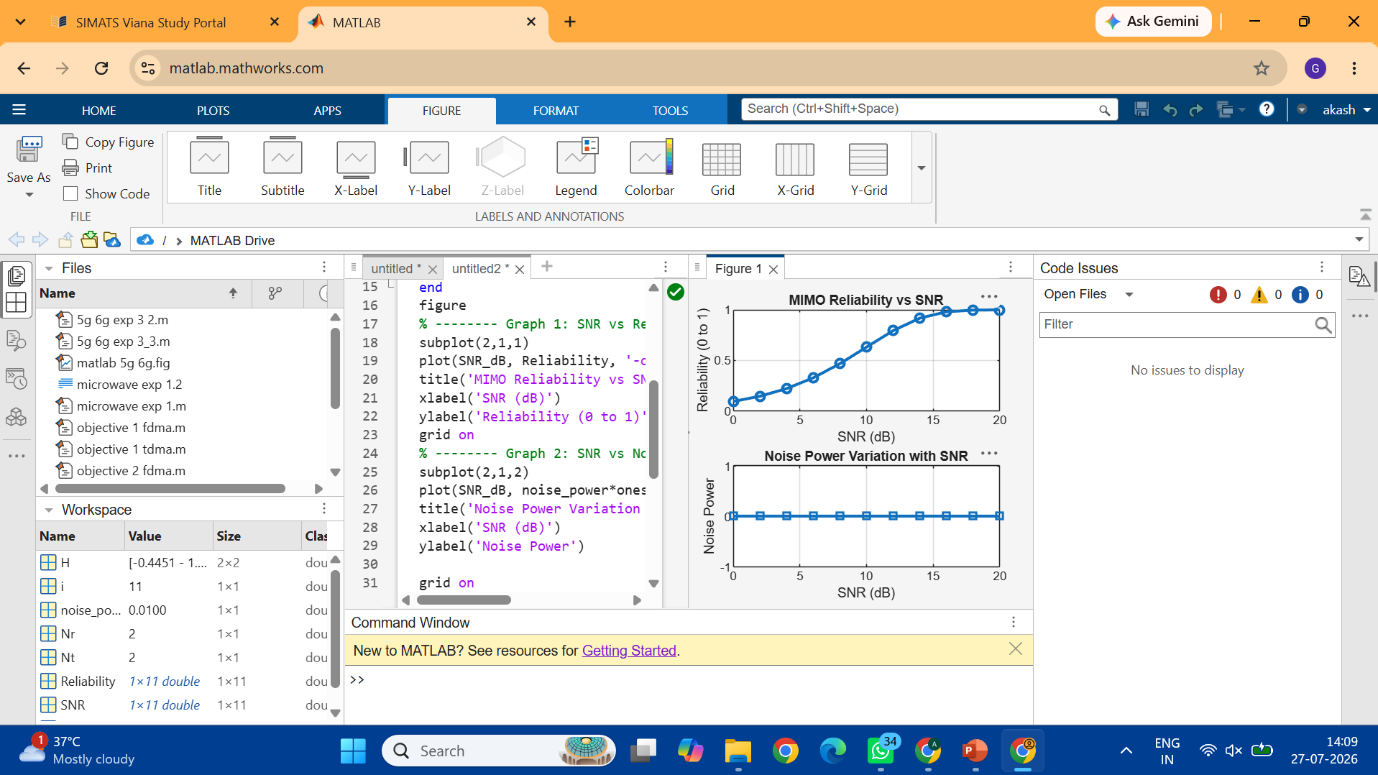 SIMATS Viana Study Portal
MATLAB
Ask Gemini
matlab.mathworks.com
G
HOME
PLOTS
APPS
FIGURE
FORMAT
TOOLS
Search (Ctrl+Shift+Space)
akash
Save As
Copy Figure
Print
Show Code
FILE
Title
Subtitle
X-Label
Y-Label
Z-Label
Legend
Colorbar
Grid
X-Grid
Y-Grid
LABELS AND ANNOTATIONS
/ MATLAB Drive
Files
Name
5g 6g exp 3 2.m
5g 6g exp 3_3.m
matlab 5g 6g.fig
microwave exp 1.2
microwave exp 1.m
objective 1 fdma.m
objective 1 tdma.m
objective 2 fdma.m
Workspace
Name Value Size Clas
H [-0.4451 - 1.... 2×2 dou
i 11 1×1 dou
noise_po... 0.0100 1×1 dou
Nr 2 1×1 dou
Nt 2 1×1 dou
Reliability 1×11 double 1×11 dou
SNR 1×11 double 1×11 dou
untitled *
untitled2 *
15 end
16 figure
17 % -------- Graph 1: SNR vs Re
18 subplot(2,1,1)
19 plot(SNR_dB, Reliability, '-o
20 title('MIMO Reliability vs SN
21 xlabel('SNR (dB)')
22 ylabel('Reliability (0 to 1)'
23 grid on
24 % -------- Graph 2: SNR vs No
25 subplot(2,1,2)
26 plot(SNR_dB, noise_power*ones
27 title('Noise Power Variation
28 xlabel('SNR (dB)')
29 ylabel('Noise Power')
30
31 grid on
Figure 1
MIMO Reliability vs SNR
Reliability (0 to 1)
1
0.5
0
0 5 10 15 20
SNR (dB)
Noise Power Variation with SNR
Noise Power
1
0
-1
0 5 10 15 20
SNR (dB)
Command Window
New to MATLAB? See resources for Getting Started.
>>
Code Issues
Open Files
0 0 0
Filter
No issues to display
1
37°C
Mostly cloudy
Search
34
A
ENG
IN
14:09
27-07-2026